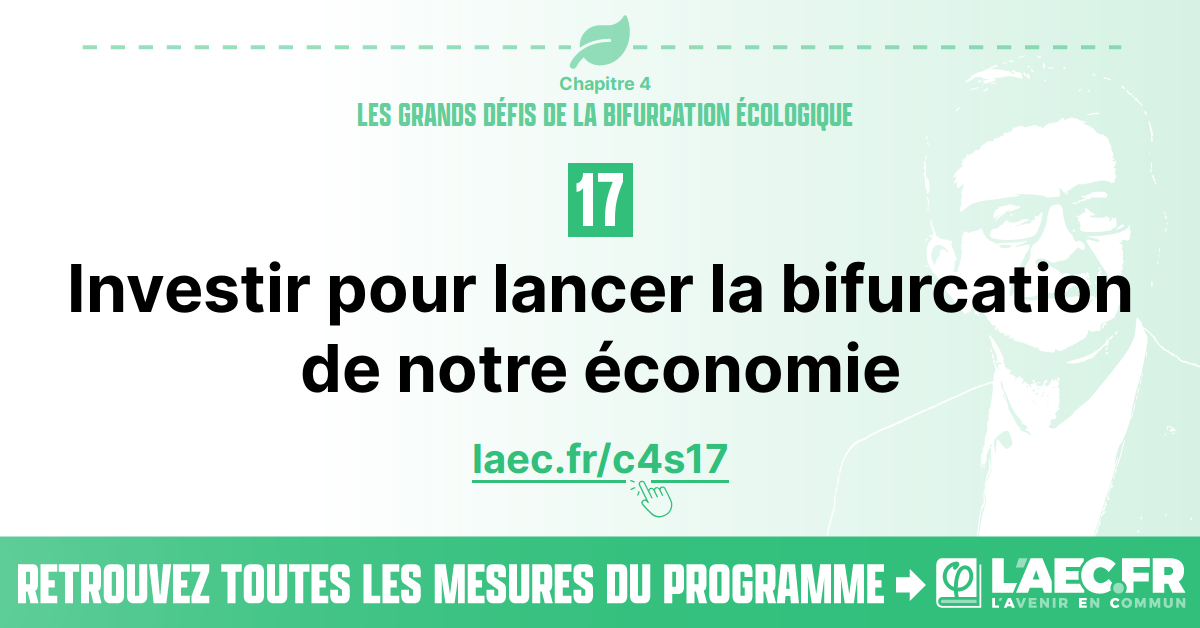 Chapitre 4
LES GRANDS DÉFIS DE LA BIFURCATION ÉCOLOGIQUE
17
Investir pour lancer la bifurcation
de notre économie
laec.fr/c4s17
RETROUVEZ TOUTES LES MESURES DU PROGRAMME
φ
L'AEC.FR
L'AVENIR EN COMMUN